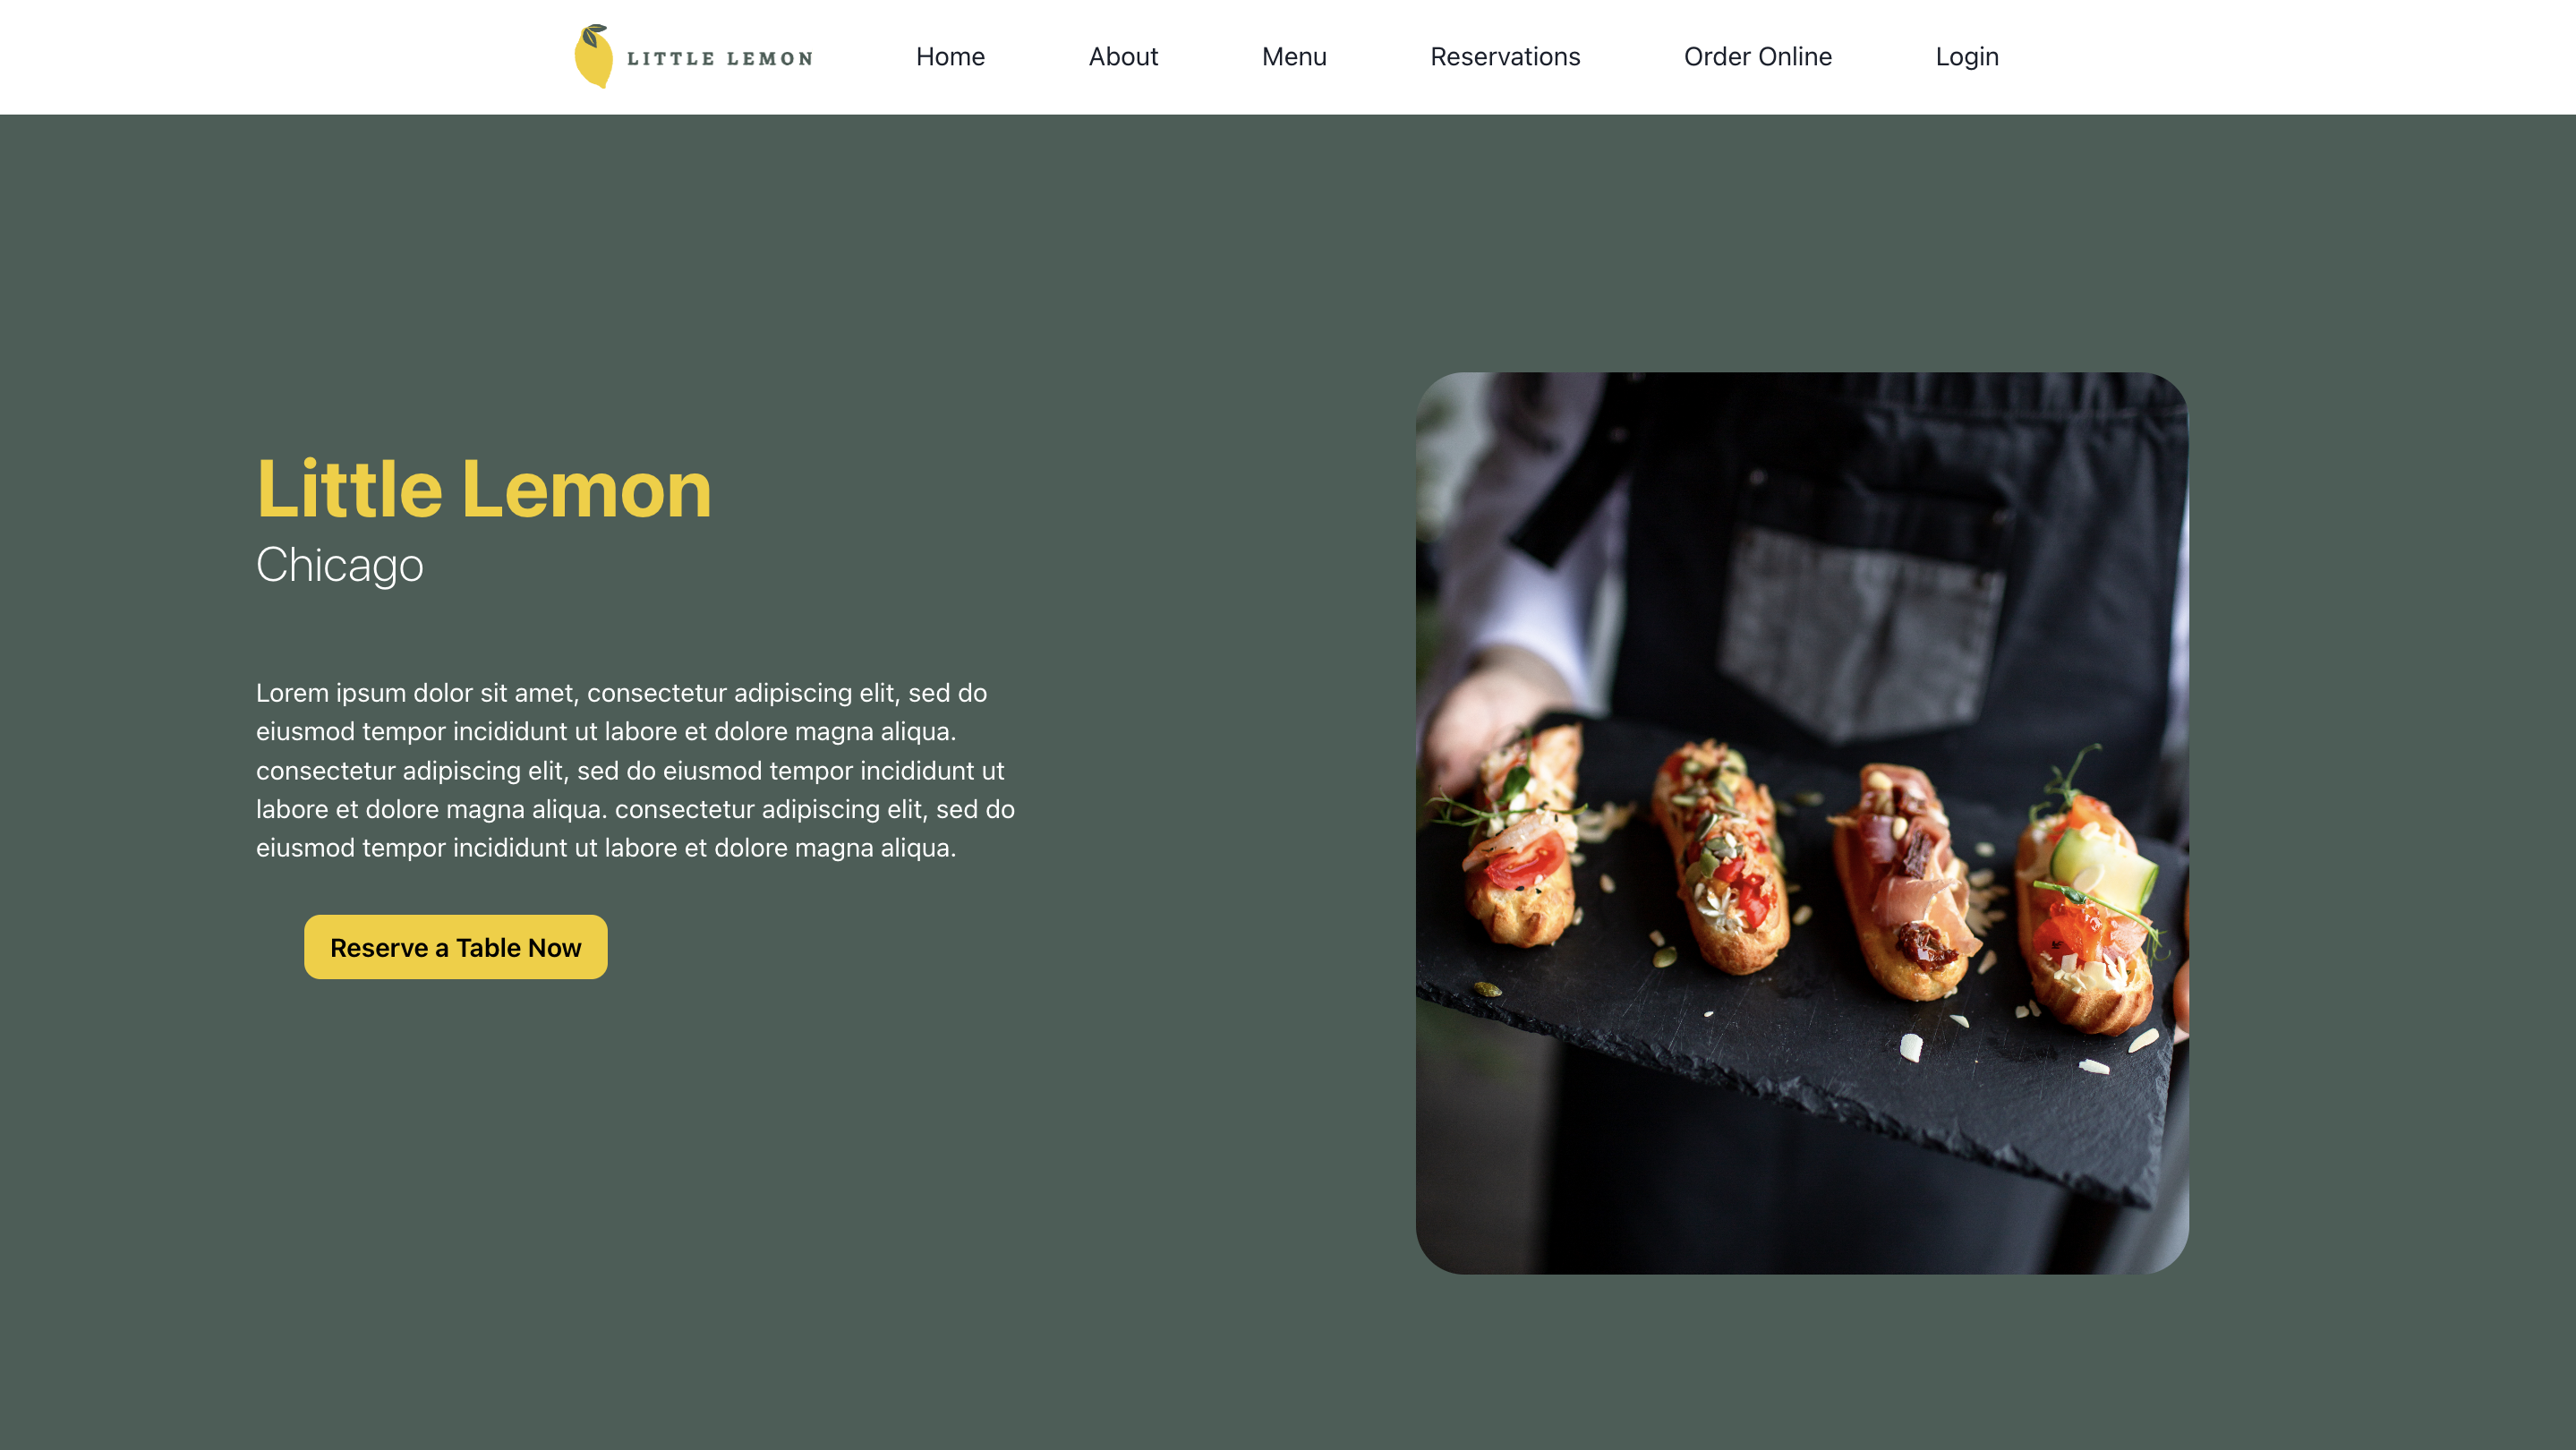 LITTLE LEMON
Home
About
Menu
Reservations
Order Online
Login
Little Lemon
Chicago
Lorem ipsum dolor sit amet, consectetur adipiscing elit, sed do
eiusmod tempor incididunt ut labore et dolore magna aliqua.
consectetur adipiscing elit, sed do eiusmod tempor incididunt ut
labore et dolore magna aliqua. consectetur adipiscing elit, sed do
eiusmod tempor incididunt ut labore et dolore magna aliqua.
Reserve a Table Now